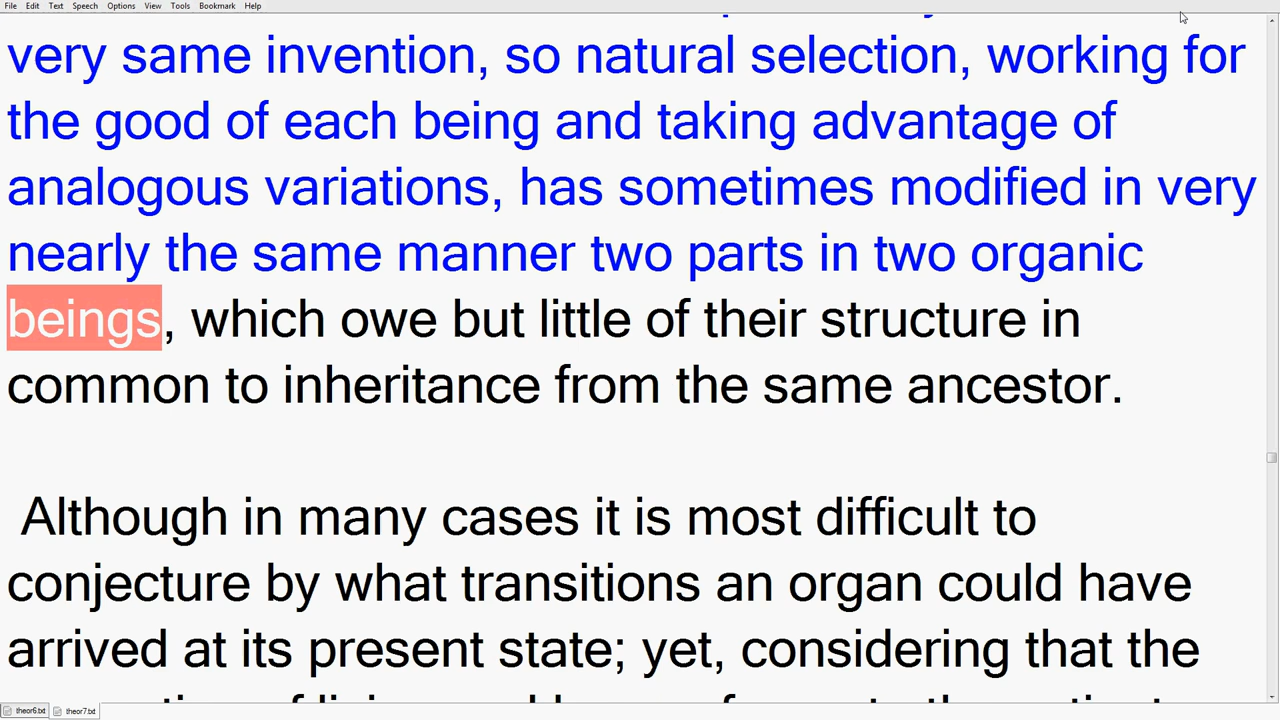 File Edit Text Speech Options View Tools Bookmark Help
very same invention, so natural selection, working for
the good of each being and taking advantage of
analogous variations, has sometimes modified in very
nearly the same manner two parts in two organic
beings, which owe but little of their structure in
common to inheritance from the same ancestor.
Although in many cases it is most difficult to
conjecture by what transitions an organ could have
arrived at its present state; yet, considering that the
theor6.txt theor7.txt